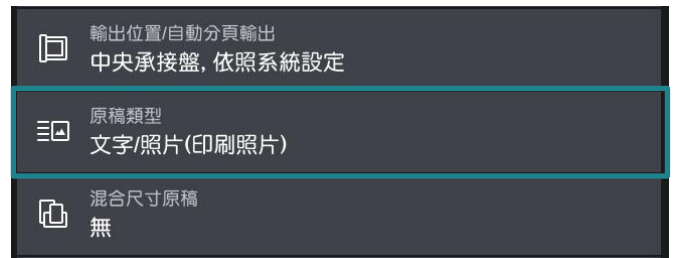 輸出位置/自動分頁輸出
中央承接盤, 依照系統設定
原稿類型
文字/照片(印刷照片)
混合尺寸原稿
無